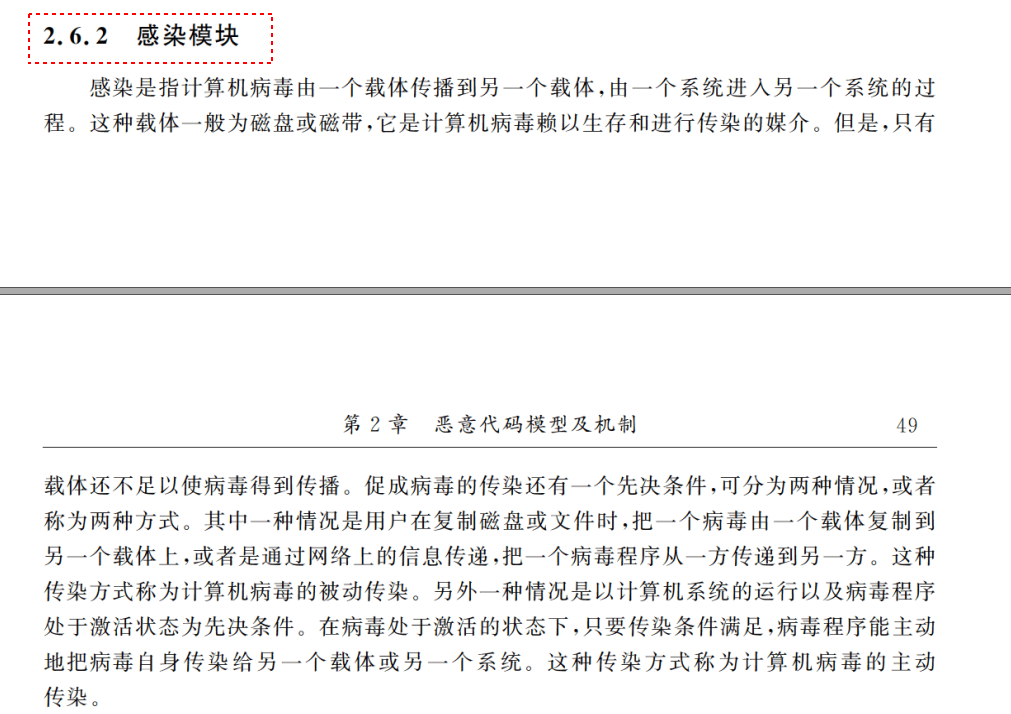 2.6.2 感染模块
感染是指计算机病毒由一个载体传播到另一个载体,由一个系统进入另一个系统的过
程。这种载体一般为磁盘或磁带,它是计算机病毒赖以生存和进行传染的媒介。但是,只有
第 2 章 恶意代码模型及机制 49
载体还不足以使病毒得到传播。促成病毒的传染还有一个先决条件,可分为两种情况,或者
称为两种方式。其中一种情况是用户在复制磁盘或文件时,把一个病毒由一个载体复制到
另一个载体上,或者是通过网络上的信息传递,把一个病毒程序从一方传递到另一方。这种
传染方式称为计算机病毒的被动传染。另外一种情况是以计算机系统的运行以及病毒程序
处于激活状态为先决条件。在病毒处于激活的状态下,只要传染条件满足,病毒程序能主动
地把病毒自身传染给另一个载体或另一个系统。这种传染方式称为计算机病毒的主动
传染。